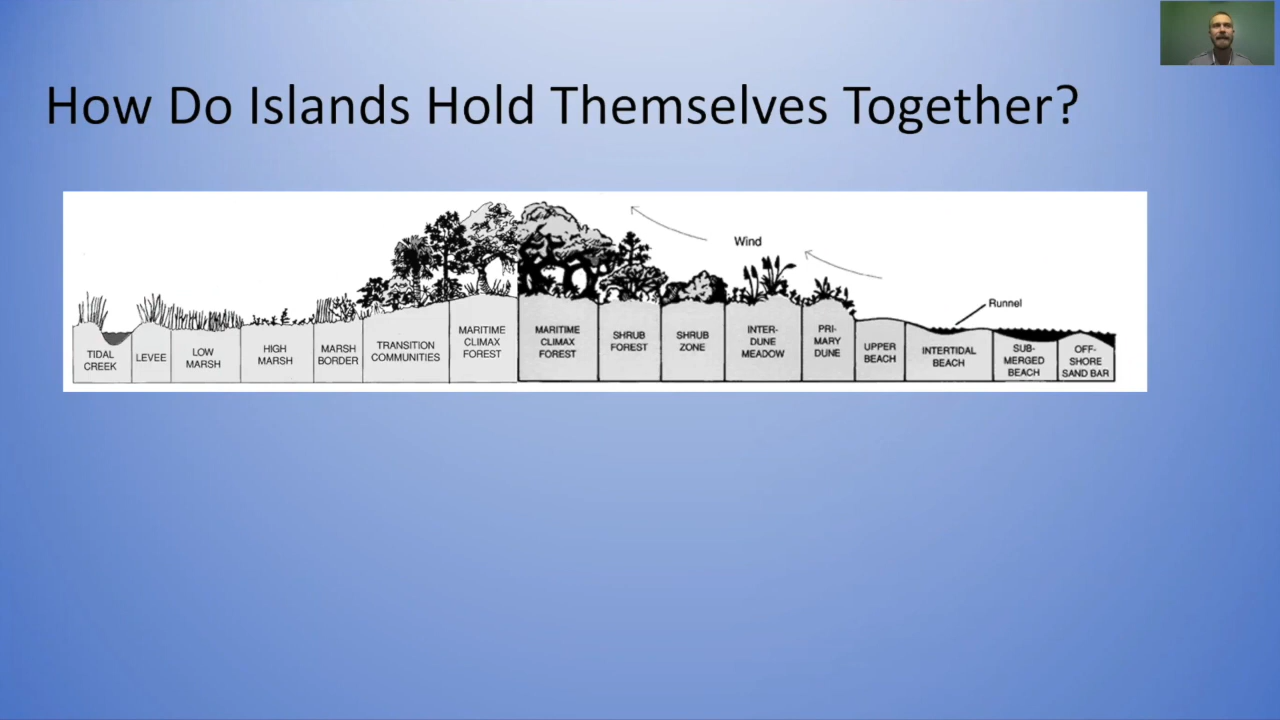 How Do Islands Hold Themselves Together?
Wind
Runnel
TIDAL
CREEK
LEVEE
LOW
MARSH
HIGH
MARSH
MARSH
BORDER
TRANSITION
COMMUNITIES
MARITIME
CLIMAX
FOREST
MARITIME
CLIMAX
FOREST
SHRUB
FOREST
SHRUB
ZONE
INTER-
DUNE
MEADOW
PRI-
MARY
DUNE
UPPER
BEACH
INTERTIDAL
BEACH
SUB-
MERGED
BEACH
OFF-
SHORE
SAND BAR